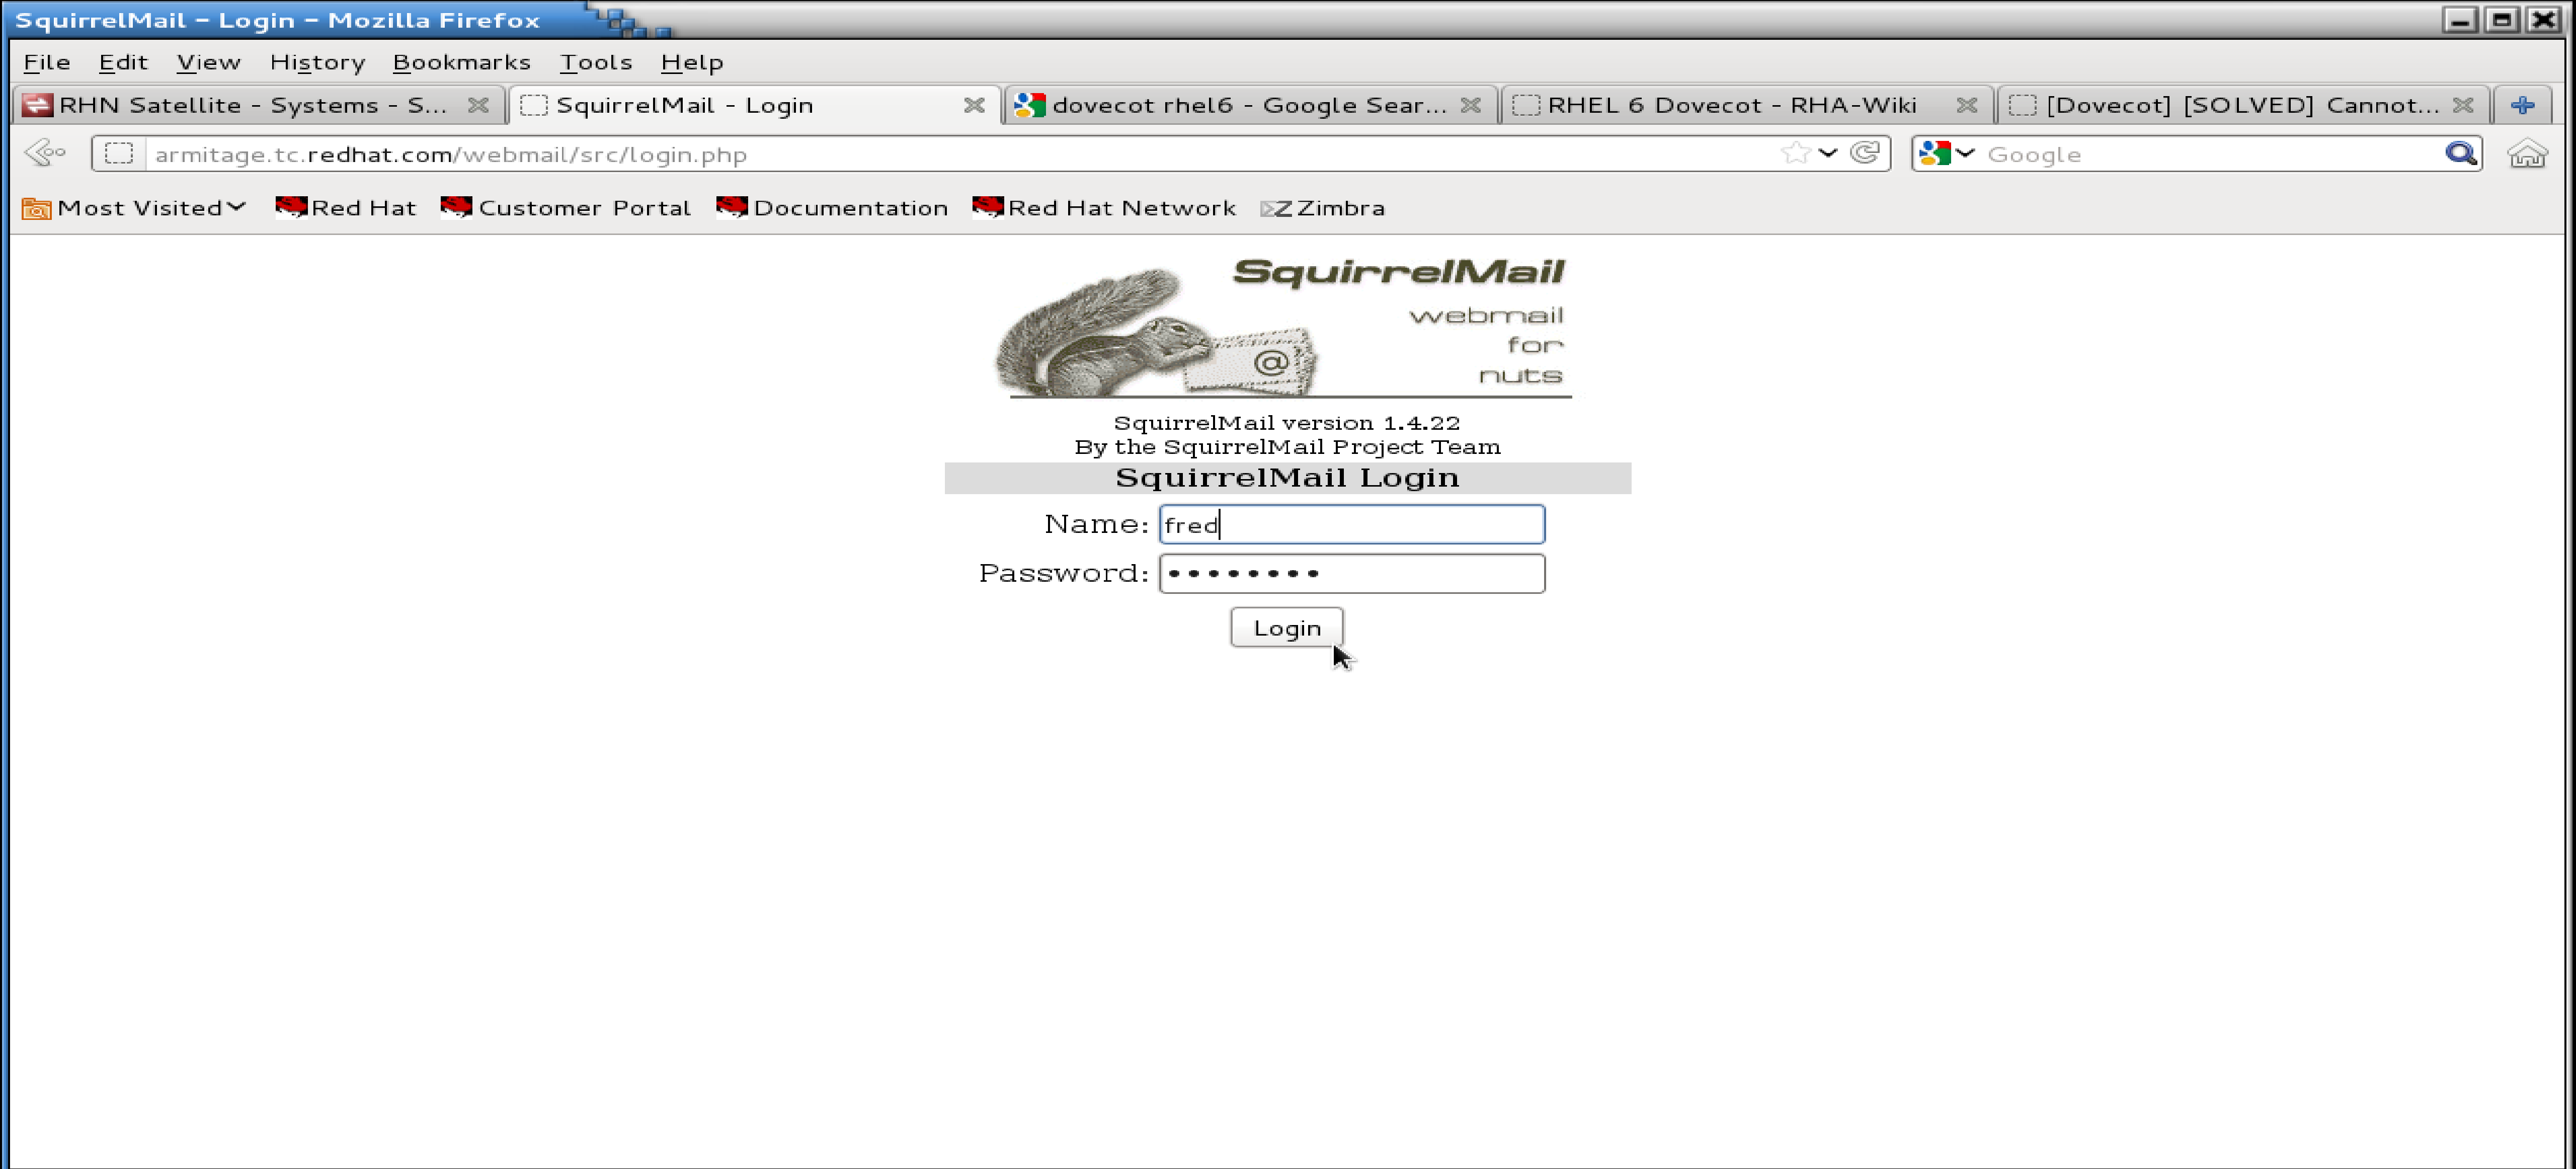 SquirrelMail - Login - Mozilla Firefox
File Edit View History Bookmarks Tools Help
RHN Satellite - Systems - S... SquirrelMail - Login dovecot rhel6 - Google Sear... RHEL 6 Dovecot - RHA-Wiki [Dovecot] [SOLVED] Cannot...
armitage.tc.redhat.com/webmail/src/login.php Google
Most Visited Red Hat Customer Portal Documentation Red Hat Network Zimbra
SquirrelMail
webmail
for
nuts
@
SquirrelMail version 1.4.22
By the SquirrelMail Project Team
SquirrelMail Login
Name: fred
Password: ••••••••
Login